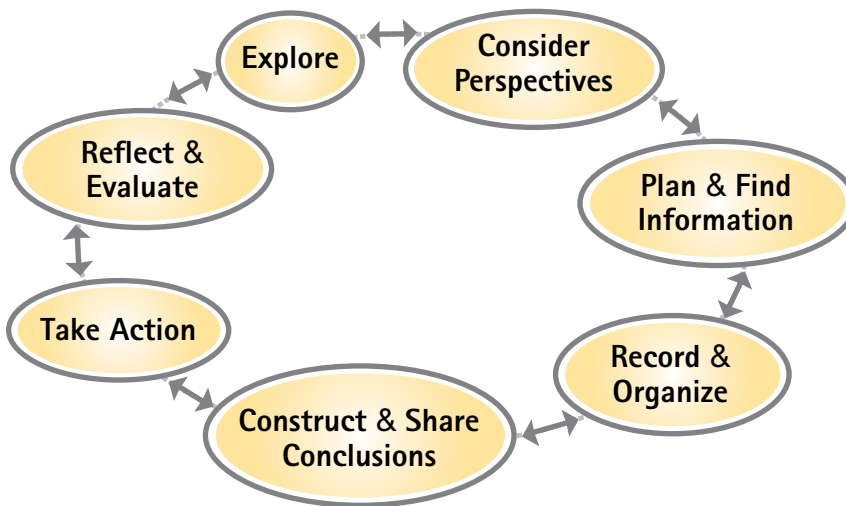 Explore
Consider
Perspectives
Plan & Find
Information
Record &
Organize
Construct & Share
Conclusions
Take Action
Reflect &
Evaluate